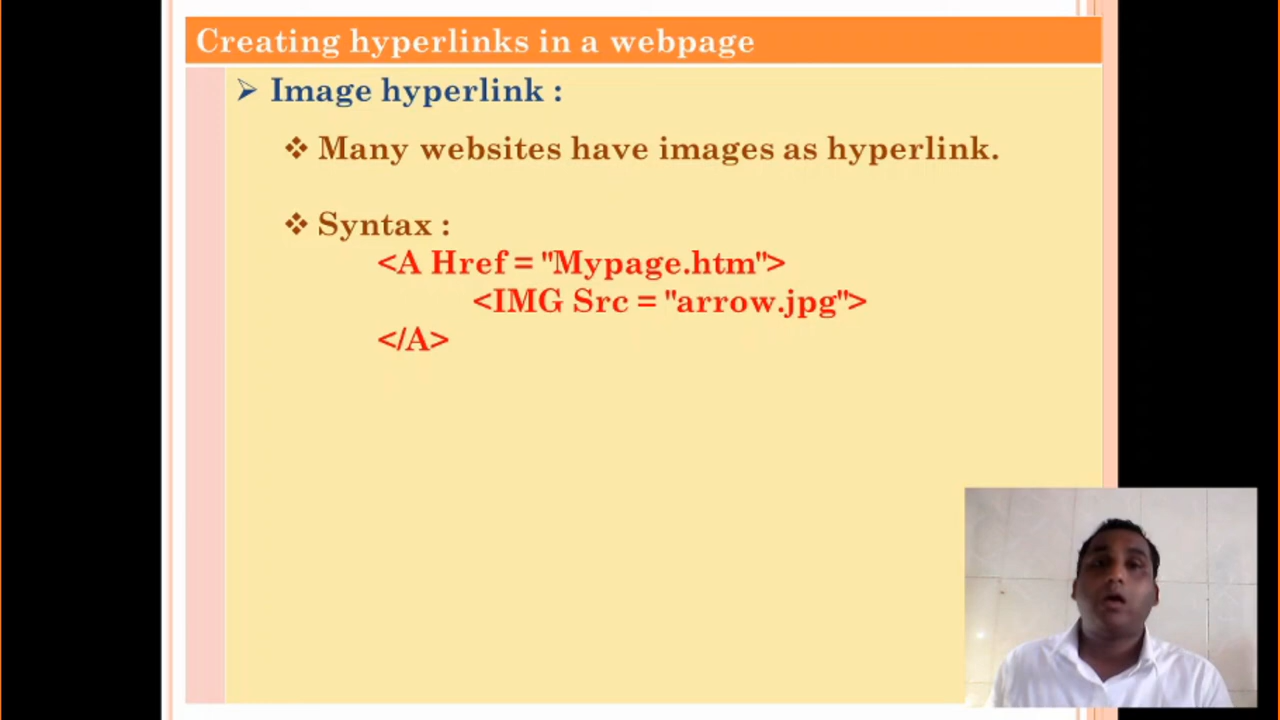 Creating hyperlinks in a webpage
Image hyperlink :
Many websites have images as hyperlink.
Syntax :
<A Href = "Mypage.htm">
<IMG Src = "arrow.jpg">
</A>